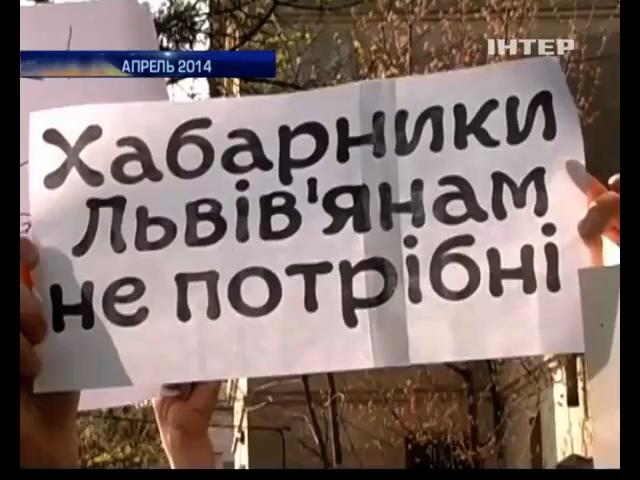 ІНТЕР
АПРЕЛЬ 2014
Хабарники
Львів'янам
не потрібні